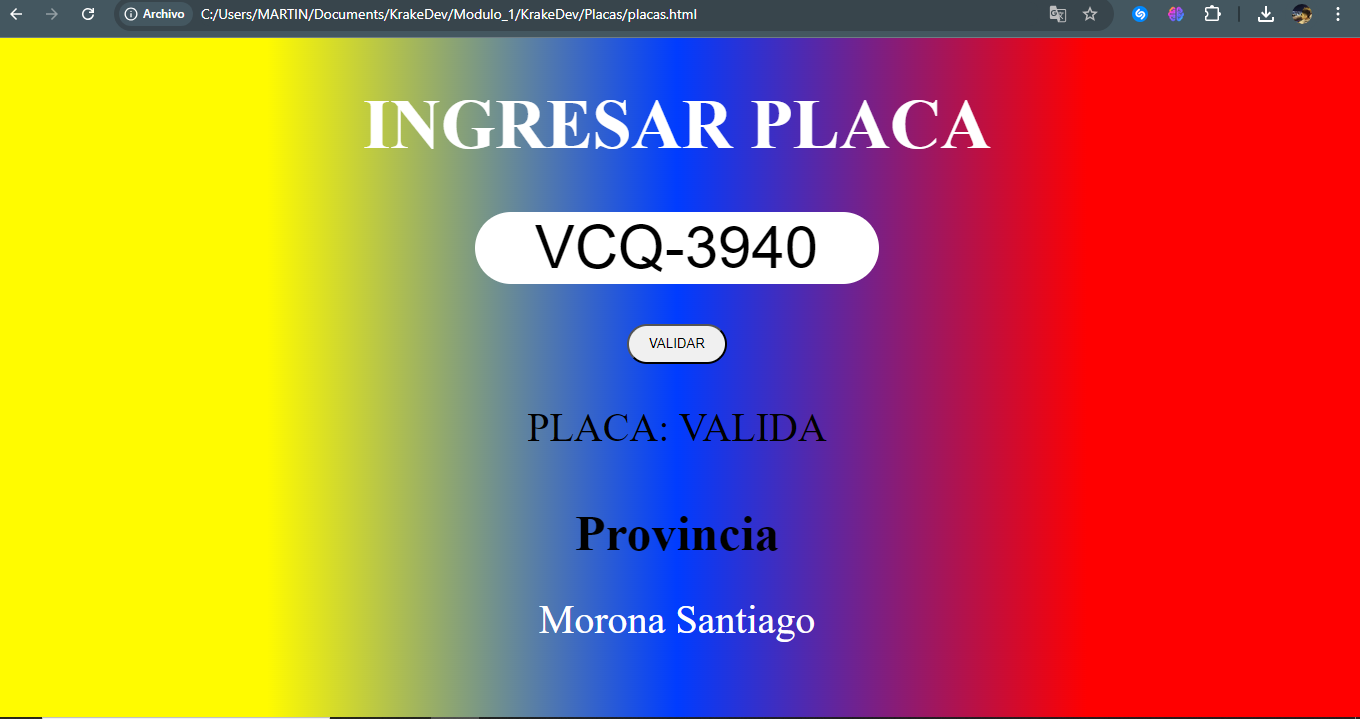 Archivo C:/Users/MARTIN/Documents/KrakeDev/Modulo_1/KrakeDev/Placas/placas.html
INGRESAR PLACA
VCQ-3940
VALIDAR
PLACA: VALIDA
Provincia
Morona Santiago